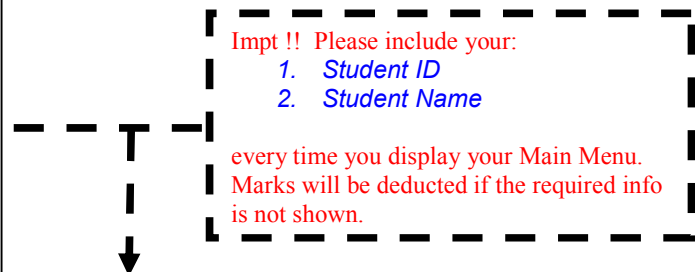 Impt !! Please include your:
1. Student ID
2. Student Name
every time you display your Main Menu.
Marks will be deducted if the required info
is not shown.